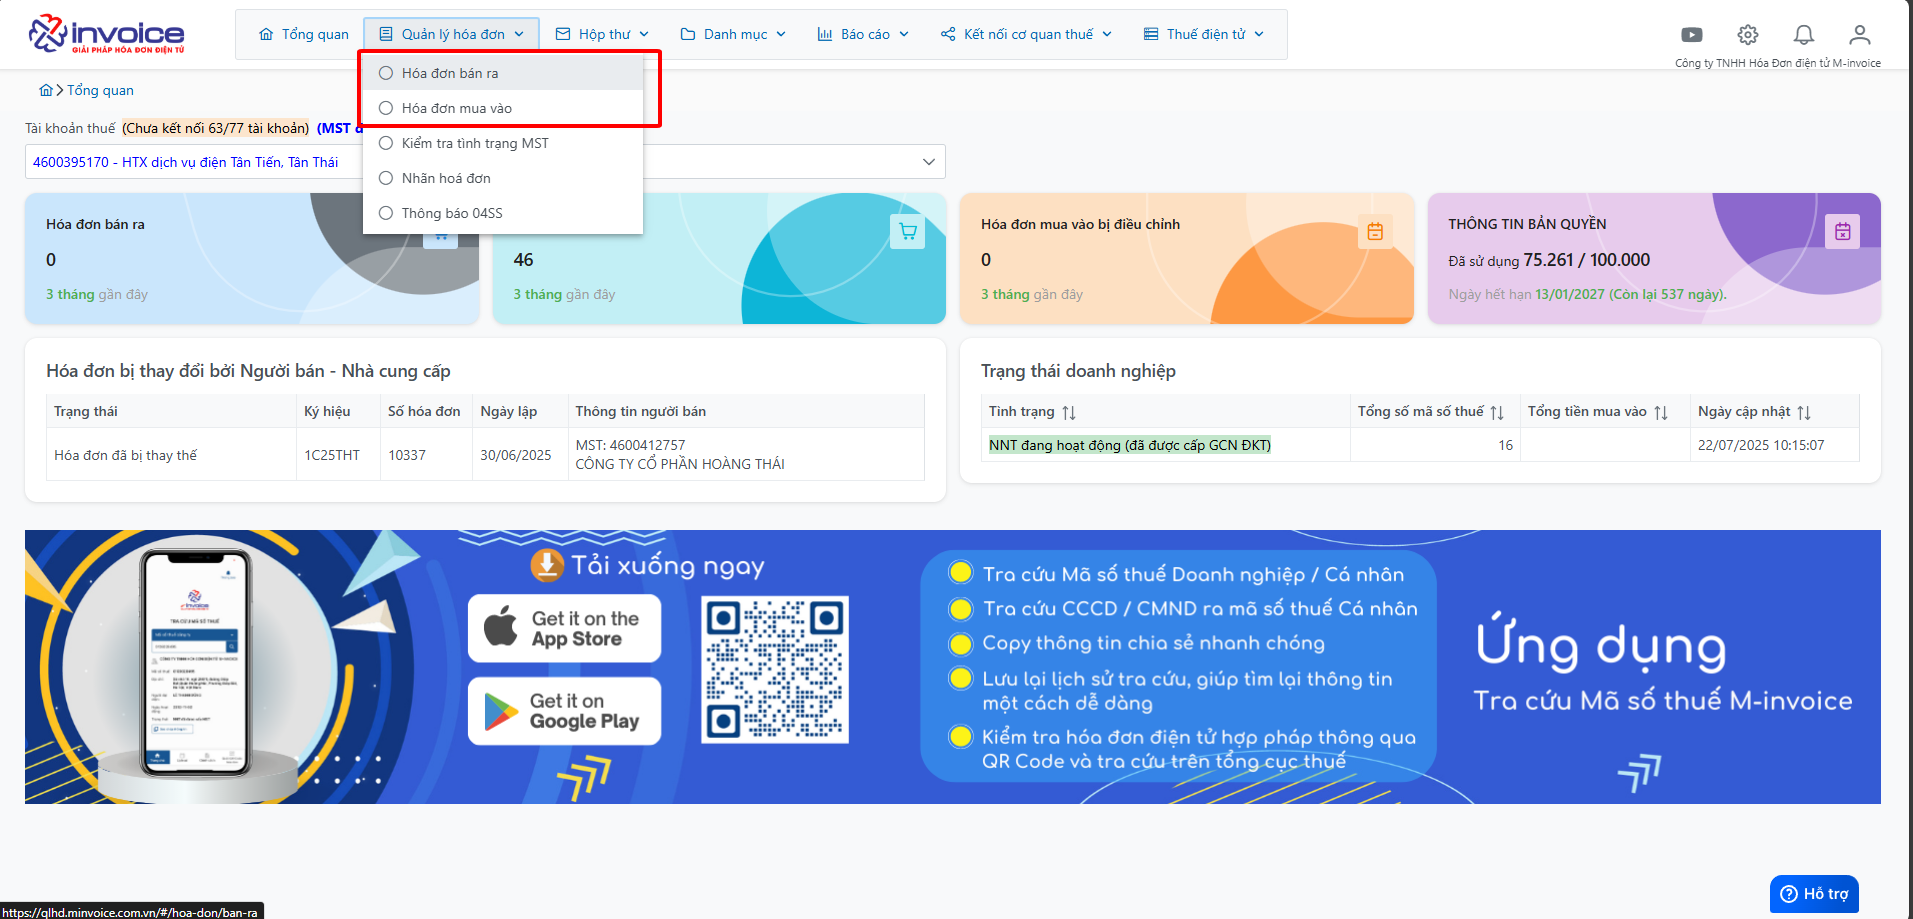 invoice
GIẢI PHÁP HÓA ĐƠN ĐIỆN TỬ
Tổng quan
Quản lý hóa đơn
Hộp thư
Danh mục
Báo cáo
Kết nối cơ quan thuế
Thuế điện tử
Công ty TNHH Hóa Đơn điện tử M-invoice
Hóa đơn bán ra
Hóa đơn mua vào
Kiểm tra tình trạng MST
Nhãn hoá đơn
Thông báo 04SS
Tổng quan
Tài khoản thuế (Chưa kết nối 63/77 tài khoản) (MST
4600395170 - HTX dịch vụ điện Tân Tiến, Tân Thái
Hóa đơn bán ra
0
3 tháng gần đây
46
3 tháng gần đây
Hóa đơn mua vào bị điều chỉnh
0
3 tháng gần đây
THÔNG TIN BẢN QUYỀN
Đã sử dụng 75.261 / 100.000
Ngày hết hạn 13/01/2027 (Còn lại 537 ngày).
Hóa đơn bị thay đổi bởi Người bán - Nhà cung cấp
Trạng thái Ký hiệu Số hóa đơn Ngày lập Thông tin người bán
Hóa đơn đã bị thay thế 1C25THT 10337 30/06/2025 MST: 4600412757
CÔNG TY CỔ PHẦN HOÀNG THÁI
Trạng thái doanh nghiệp
Tình trạng Tổng số mã số thuế Tổng tiền mua vào Ngày cập nhật
NNT đang hoạt động (đã được cấp GCN ĐKT) 16 22/07/2025 10:15:07
invoice
TRA CỨU MÃ SỐ THUẾ
Tải xuống ngay
Get it on the
App Store
Get it on
Google Play
Tra cứu Mã số thuế Doanh nghiệp / Cá nhân
Tra cứu CCCD / CMND ra mã số thuế Cá nhân
Copy thông tin chia sẻ nhanh chóng
Lưu lại lịch sử tra cứu, giúp tìm lại thông tin
một cách dễ dàng
Kiểm tra hóa đơn điện tử hợp pháp thông qua
QR Code và tra cứu trên tổng cục thuế
Ứng dụng
Tra cứu Mã số thuế M-invoice
Hỗ trợ
https://qlhd.minvoice.com.vn/#/hoa-don/ban-ra